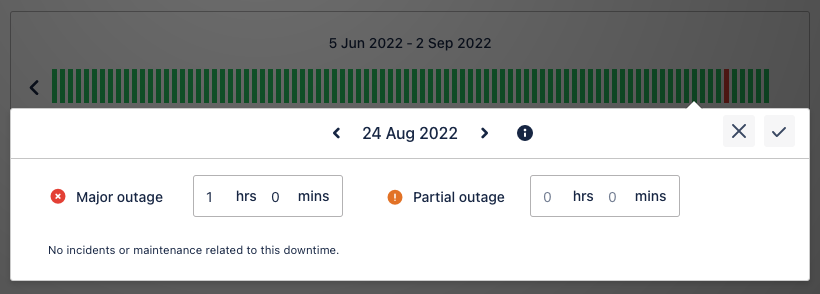 5 Jun 2022 - 2 Sep 2022
24 Aug 2022
Major outage 1 hrs 0 mins Partial outage 0 hrs 0 mins
No incidents or maintenance related to this downtime.